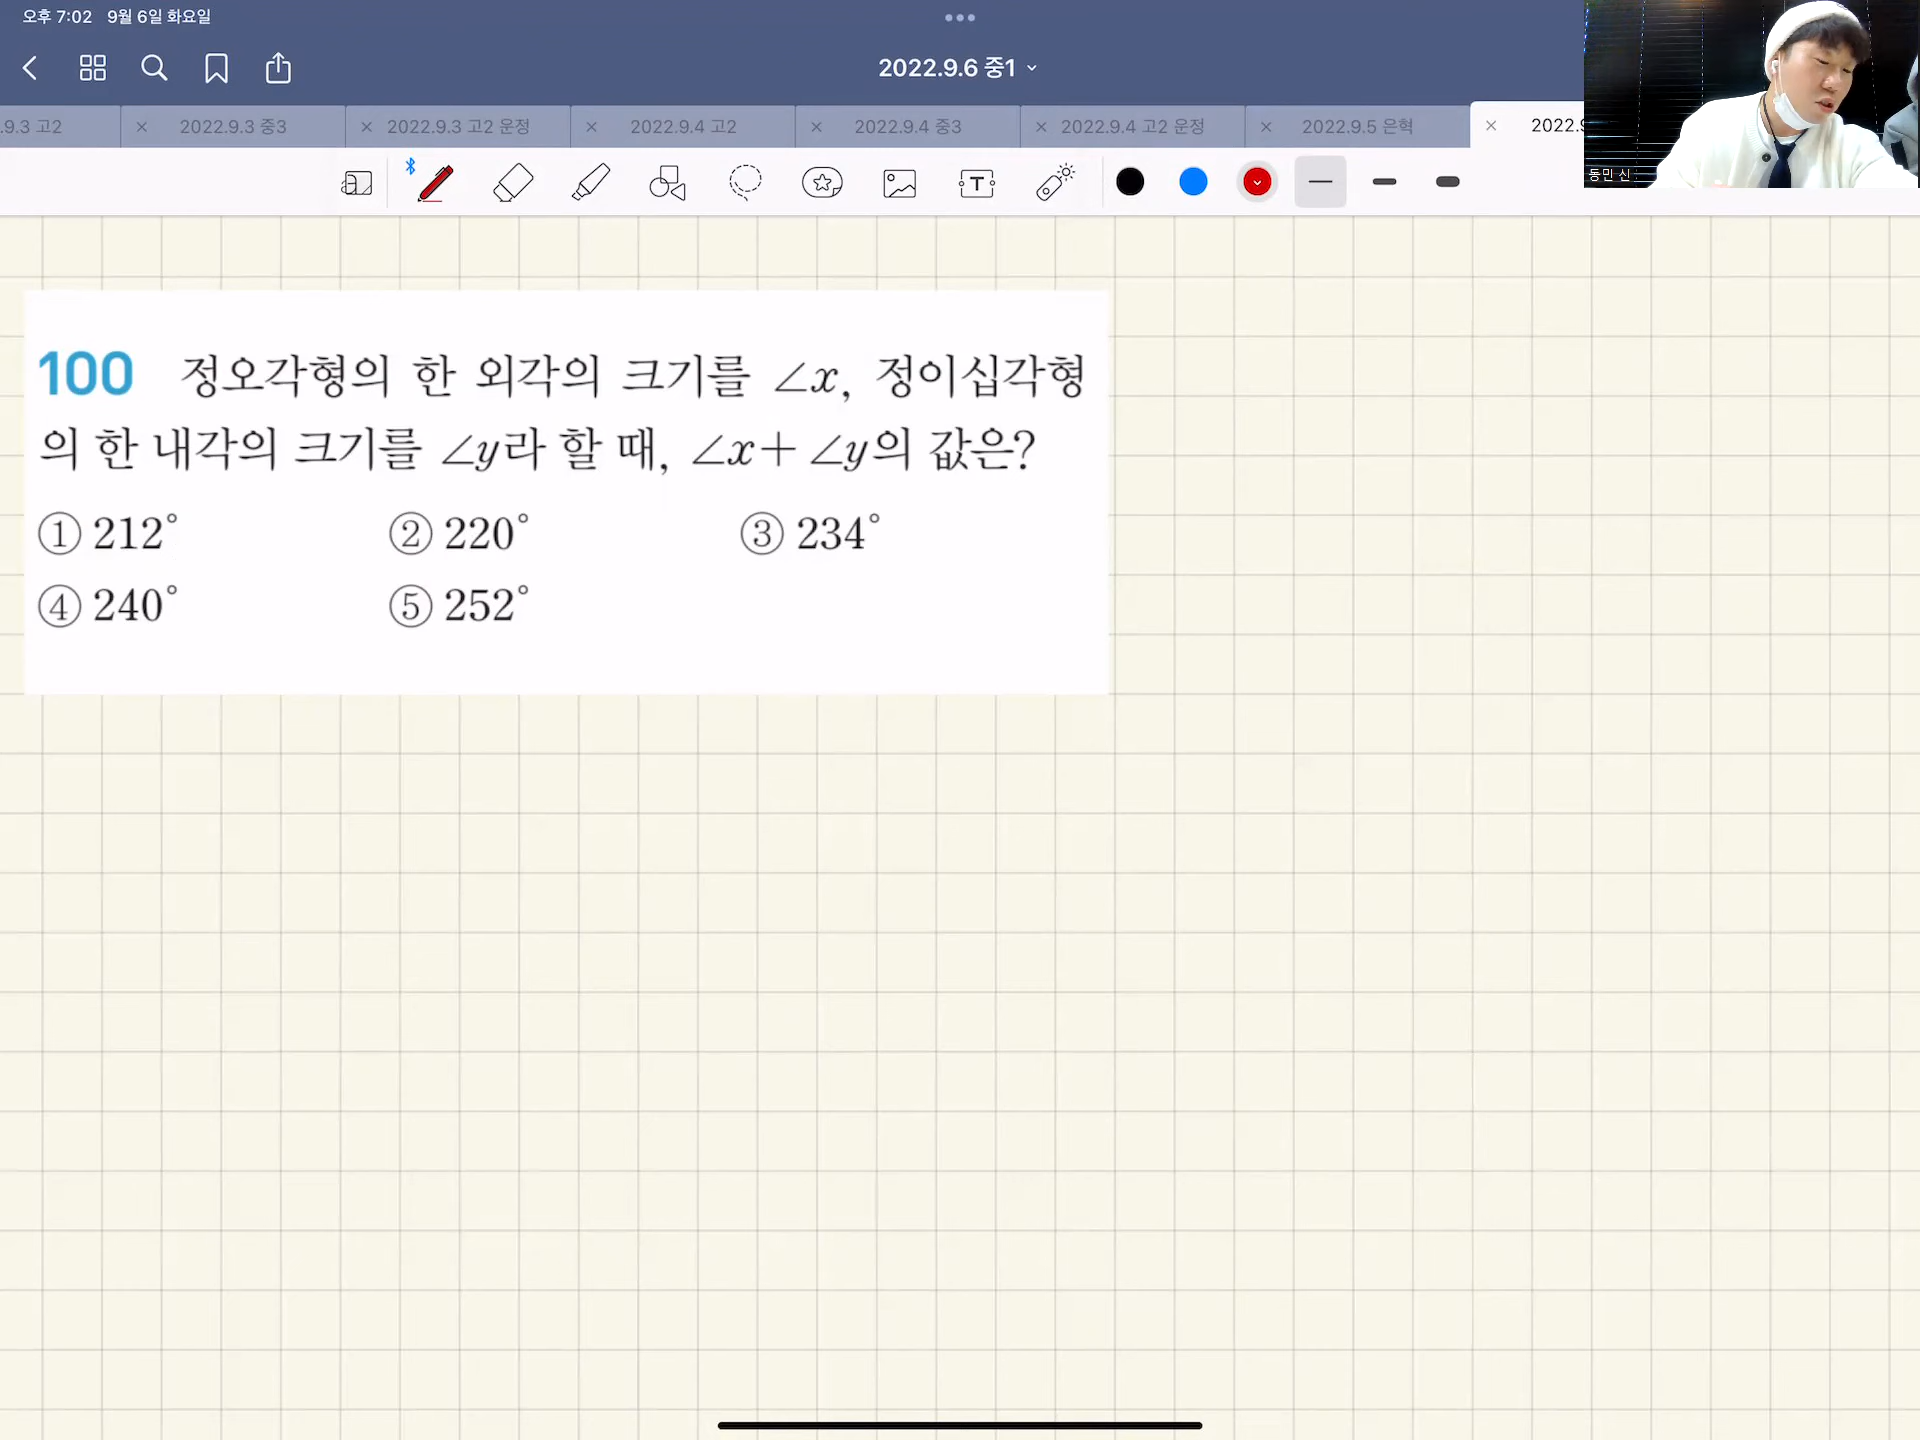 오후 7:02 9월 6일 화요일
2022.9.6 중1
.9.3 고2
2022.9.3 중3
2022.9.3 고2 운정
2022.9.4 고2
2022.9.4 중3
2022.9.4 고2 운정
2022.9.5 은혁
동민 신
100 정오각형의 한 외각의 크기를 ∠x, 정이십각형
의 한 내각의 크기를 ∠y라 할 때, ∠x+∠y의 값은?
① 212° ② 220° ③ 234°
④ 240° ⑤ 252°